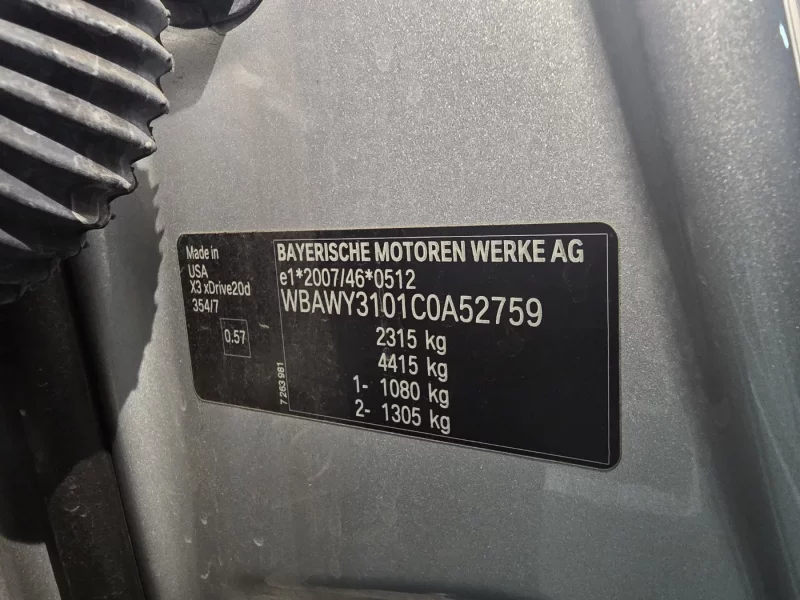 Made in
USA
X3 xDrive20d
354/7
0.57
7 263 981
BAYERISCHE MOTOREN WERKE AG
e1*2007/46*0512
WBAWY3101C0A52759
2315 kg
4415 kg
1- 1080 kg
2- 1305 kg